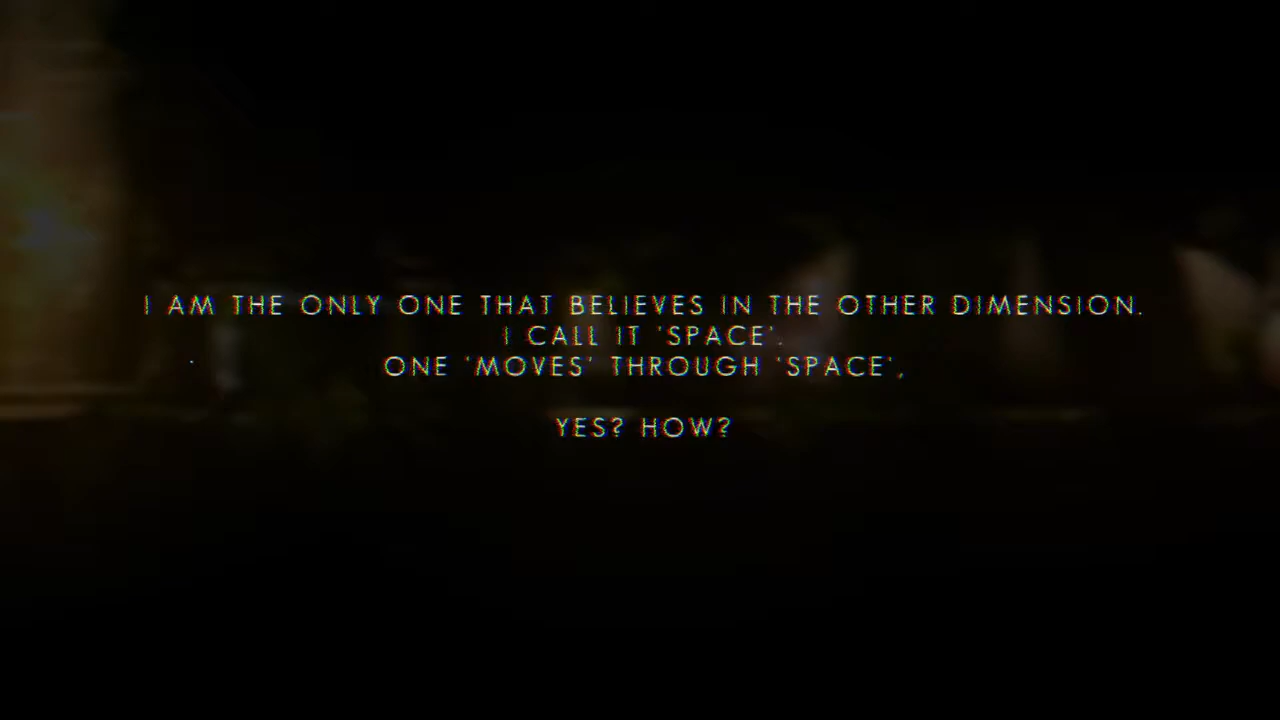 I AM THE ONLY ONE THAT BELIEVES IN THE OTHER DIMENSION.
I CALL IT 'SPACE'.
ONE 'MOVES' THROUGH 'SPACE',
YES? HOW?